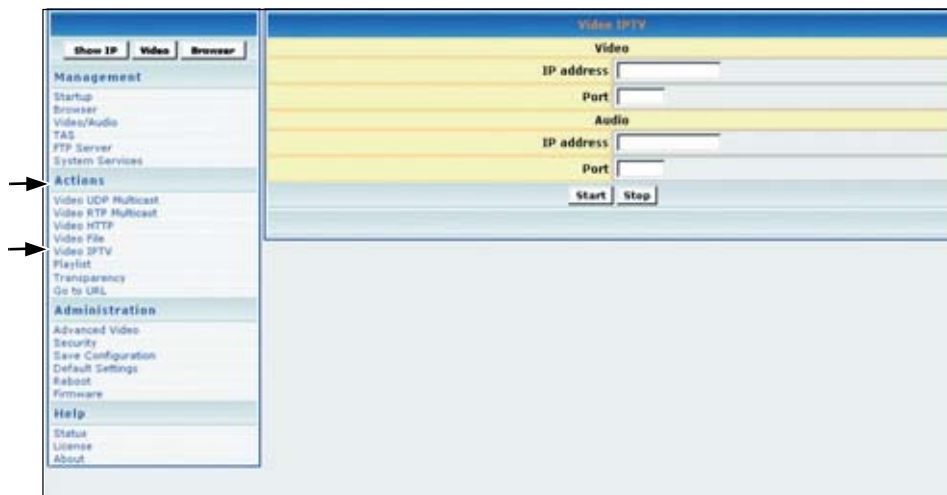 Show IP Video Browser
Management
Startup
Browser
Video/Audio
TAS
FTP Server
System Services
Actions
Video UDP Multicast
Video RTP Multicast
Video HTTP
Video File
Video IPTV
Playlist
Transparency
Go to URL
Administration
Advanced Video
Security
Save Configuration
Default Settings
Reboot
Firmware
Help
Status
License
About
Video IPTV
Video
IP address
Port
Audio
IP address
Port
Start Stop